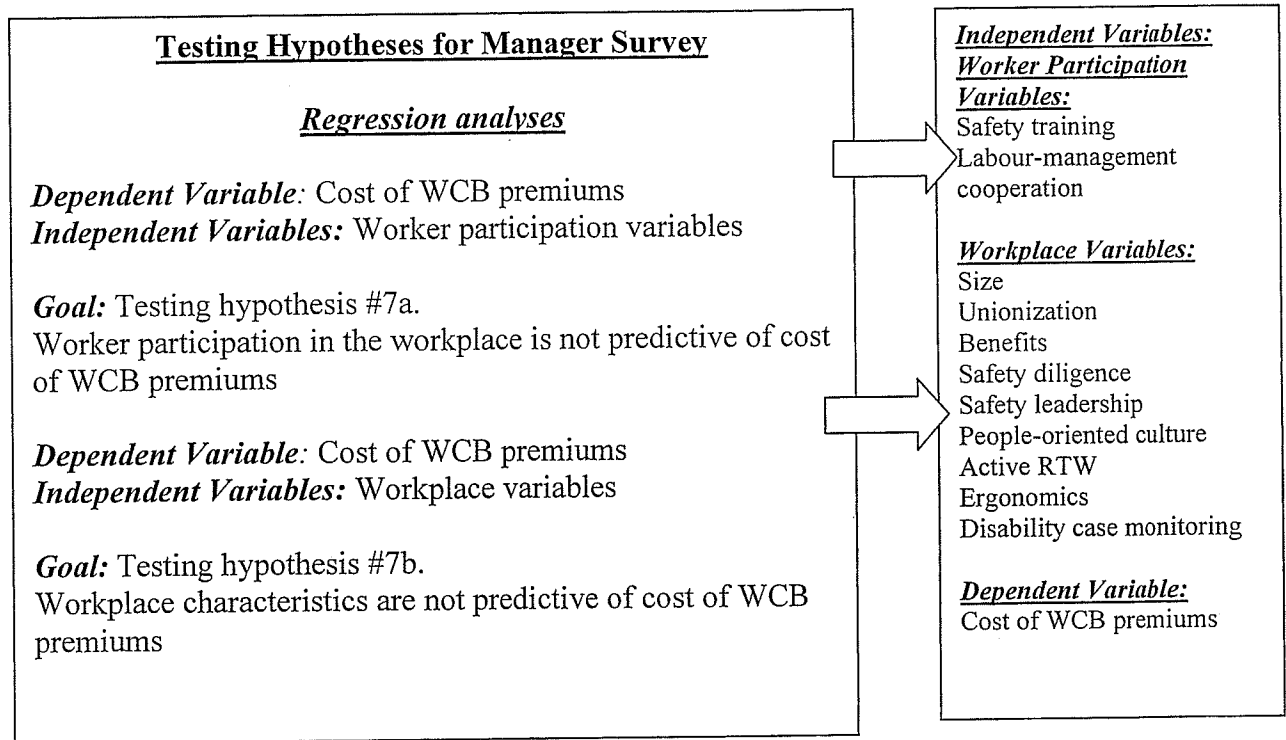 Testing Hypotheses for Manager Survey
Regression analyses
Dependent Variable: Cost of WCB premiums
Independent Variables: Worker participation variables
Goal: Testing hypothesis #7a.
Worker participation in the workplace is not predictive of cost
of WCB premiums
Dependent Variable: Cost of WCB premiums
Independent Variables: Workplace variables
Goal: Testing hypothesis #7b.
Workplace characteristics are not predictive of cost of WCB
premiums
Independent Variables:
Worker Participation
Variables:
Safety training
Labour-management
cooperation
Workplace Variables:
Size
Unionization
Benefits
Safety diligence
Safety leadership
People-oriented culture
Active RTW
Ergonomics
Disability case monitoring
Dependent Variable:
Cost of WCB premiums